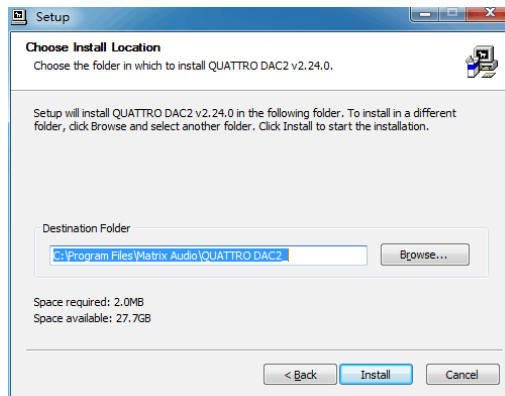 Setup
Choose Install Location
Choose the folder in which to install QUATTRO DAC2 v2.24.0.
Setup will install QUATTRO DAC2 v2.24.0 in the following folder. To install in a different
folder, click Browse and select another folder. Click Install to start the installation.
Destination Folder
C:\Program Files\Matrix Audio\QUATTRO DAC2_
Browse...
Space required: 2.0MB
Space available: 27.7GB
< Back
Install
Cancel